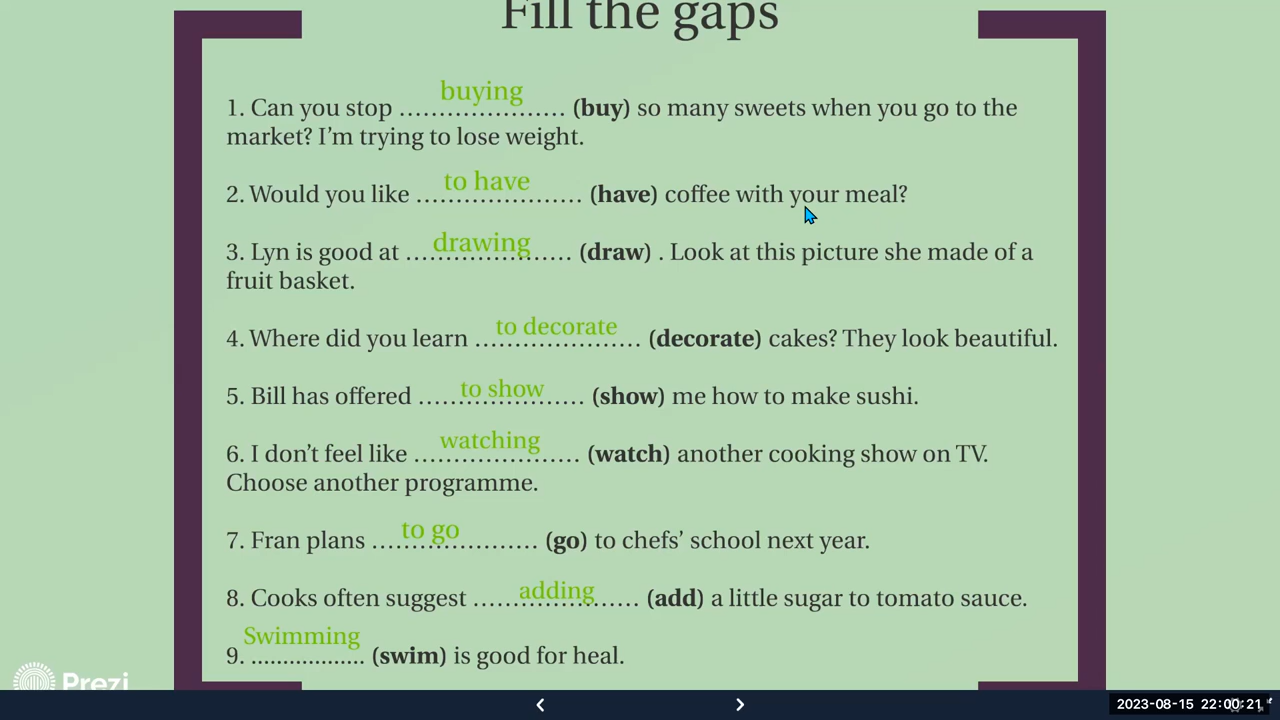 Fill the gaps
buying
1. Can you stop ..................... (buy) so many sweets when you go to the
market? I'm trying to lose weight.
to have
2. Would you like ..................... (have) coffee with your meal?
drawing
3. Lyn is good at ..................... (draw) . Look at this picture she made of a
fruit basket.
to decorate
4. Where did you learn ..................... (decorate) cakes? They look beautiful.
to show
5. Bill has offered ..................... (show) me how to make sushi.
watching
6. I don't feel like ..................... (watch) another cooking show on TV.
Choose another programme.
to go
7. Fran plans ..................... (go) to chefs' school next year.
adding
8. Cooks often suggest ..................... (add) a little sugar to tomato sauce.
Swimming
9. .................. (swim) is good for heal.
Prezi
2023-08-15 22:00:21